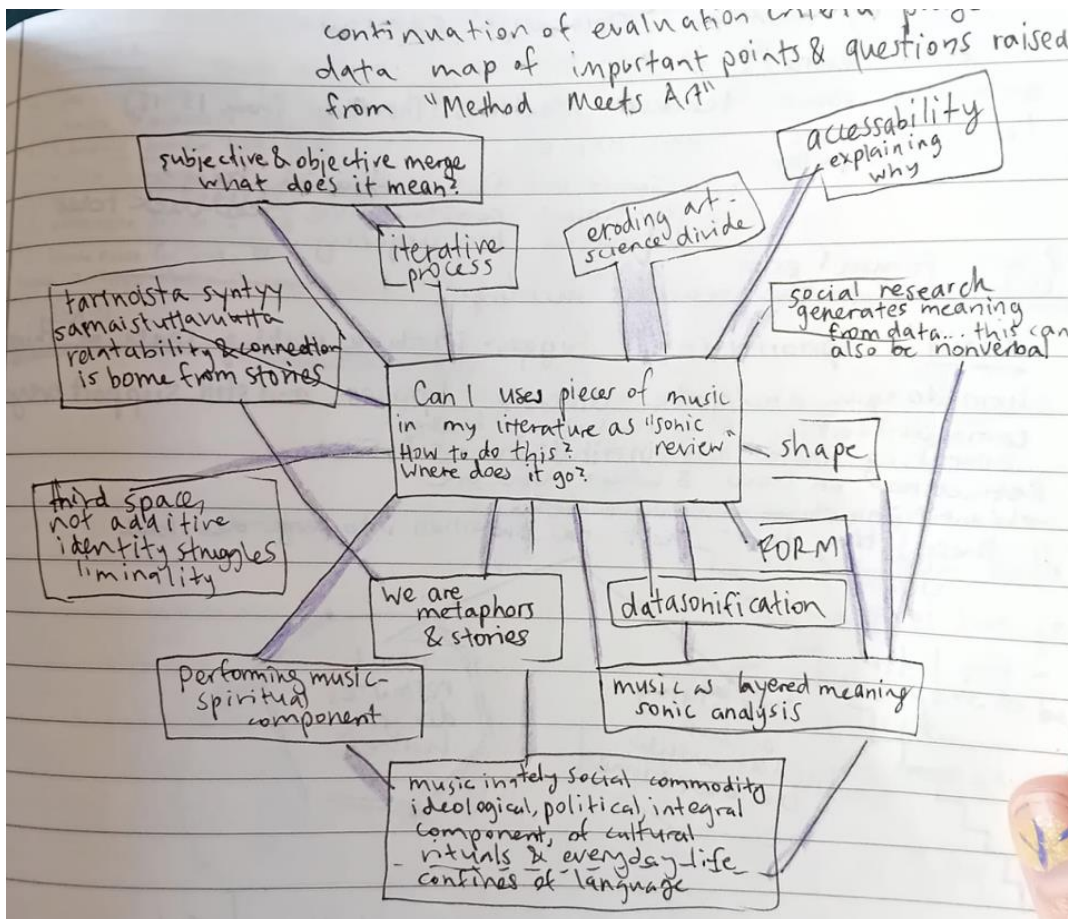 continuation of evaluation criteria
data map of important points & questions raised
from "Method Meets Art"
subjective & objective merge
what does it mean?
iterative
process
eroding art -
science divide
accessability
explaining
why
tarinoista syntyy
relatability & connection
is borne from stories
social research
generates meaning
from data... this can
also be nonverbal
Can I uses pieces of music
in my literature as "sonic
How to do this? review"
Where does it go?
shape
third space,
not additive
identity struggles
liminality
FORM
We are
metaphors
& stories
datasonification
performing music-
spiritual
component
music as layered meaning
sonic analysis
music inately social commodity
ideological, political, integral
component, of cultural
rituals & everyday life
confines of language